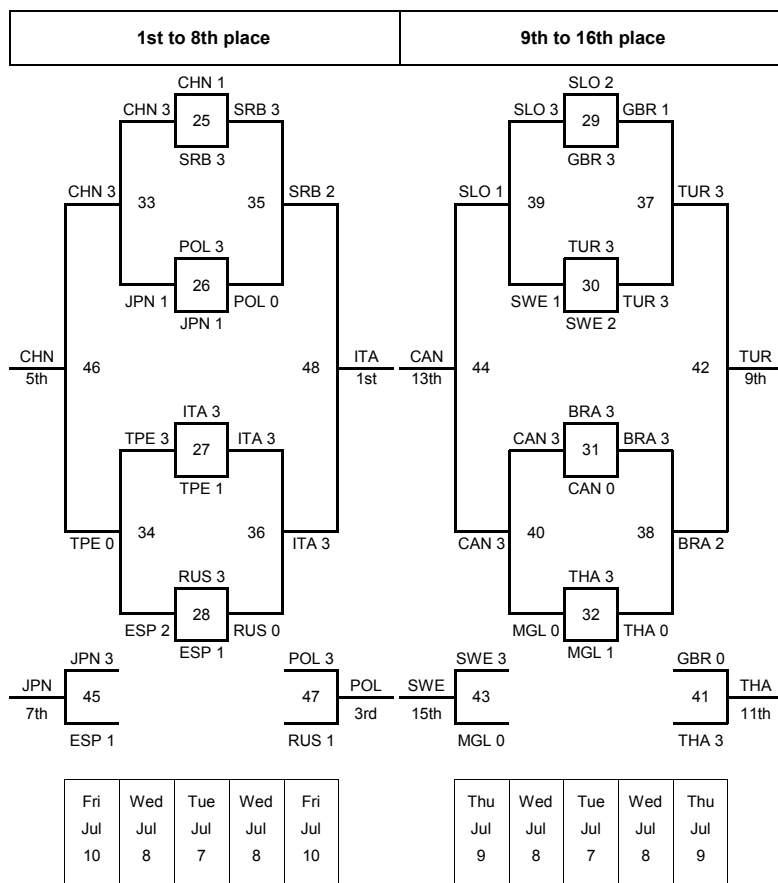 1st to 8th place 9th to 16th place
CHN 1 SLO 2
CHN 3 SRB 3 SLO 3 GBR 1
25 29
SRB 3 GBR 3
CHN 3 SRB 2 SLO 1 TUR 3
33 35 39 37
POL 3 TUR 3
26 30
JPN 1 POL 0 SWE 1 TUR 3
JPN 1 SWE 2
CHN ITA CAN TUR
46 48 44 42
5th 1st 13th 9th
ITA 3 BRA 3
TPE 3 ITA 3 CAN 3 BRA 3
27 31
TPE 1 CAN 0
34 36 40 38
TPE 0 ITA 3 CAN 3 BRA 2
RUS 3 THA 3
28 32
ESP 2 RUS 0 MGL 0 THA 0
ESP 1 MGL 1
JPN 3 POL 3 SWE 3 GBR 0
JPN POL SWE THA
45 47 43 41
7th 3rd 15th 11th
ESP 1 RUS 1 MGL 0 THA 3
Fri Wed Tue Wed Fri Thu Wed Tue Wed Thu
Jul Jul Jul Jul Jul Jul Jul Jul Jul Jul
10 8 7 8 10 9 8 7 8 9